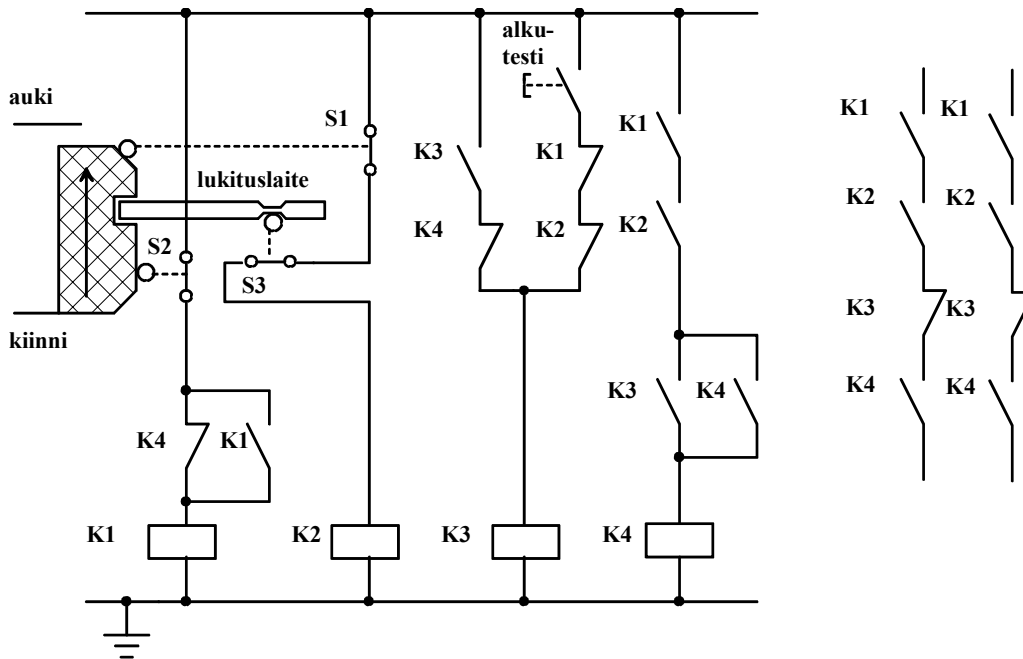 alku-
testi
auki
S1
K1
K1
K1
K3
K1
lukituslaite
K2
K2
K4
K2
K2
S2
S3
K3
K3
kiinni
K3
K4
K4
K4
K4
K1
K1
K2
K3
K4